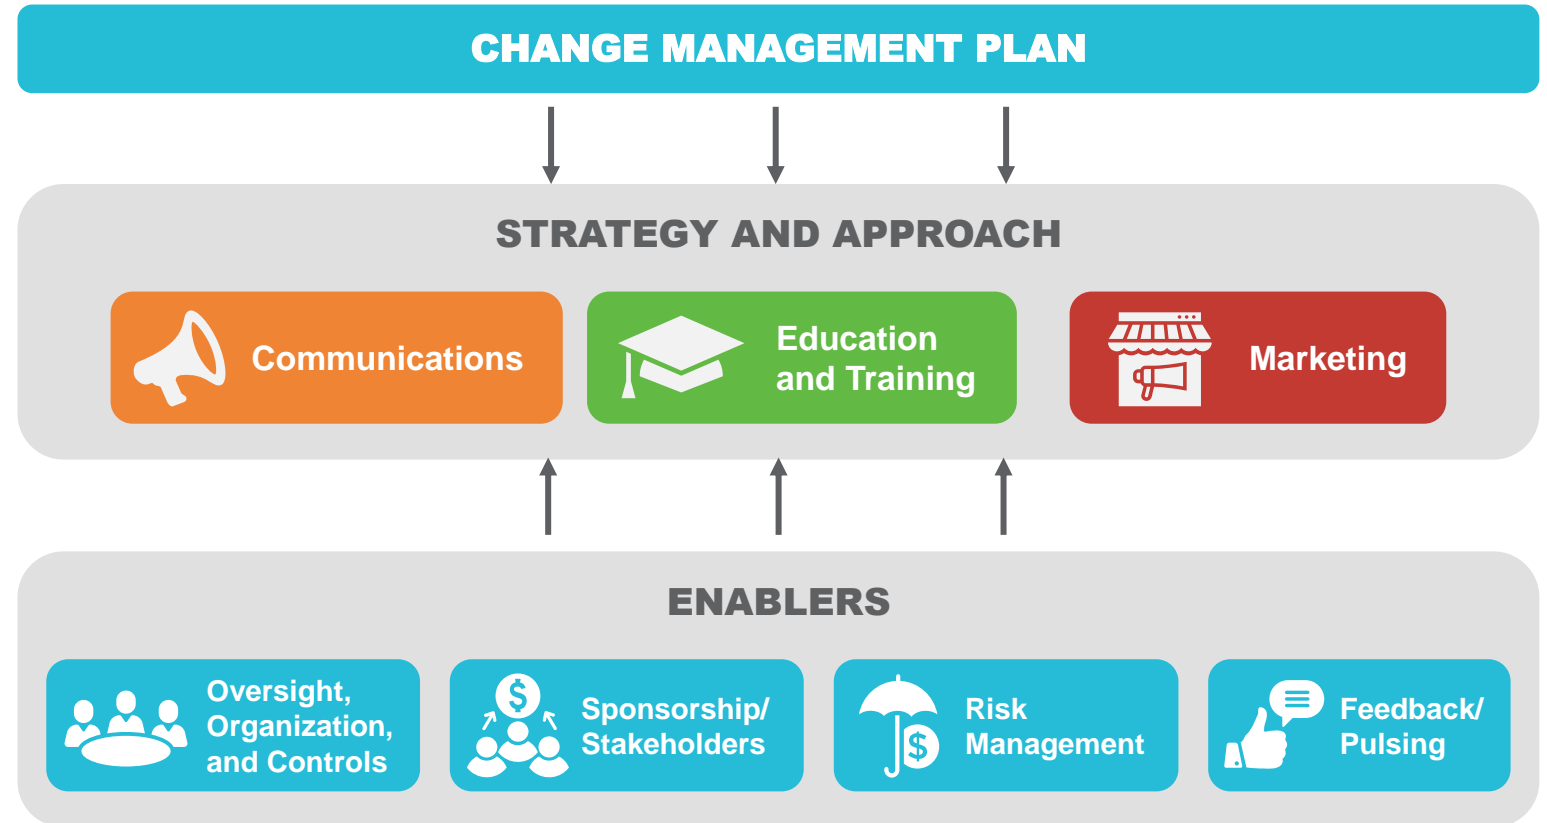 CHANGE MANAGEMENT PLAN
STRATEGY AND APPROACH
Communications
Education
and Training
Marketing
ENABLERS
Oversight,
Organization,
and Controls
$
Sponsorship/
Stakeholders
$
Risk
Management
Feedback/
Pulsing